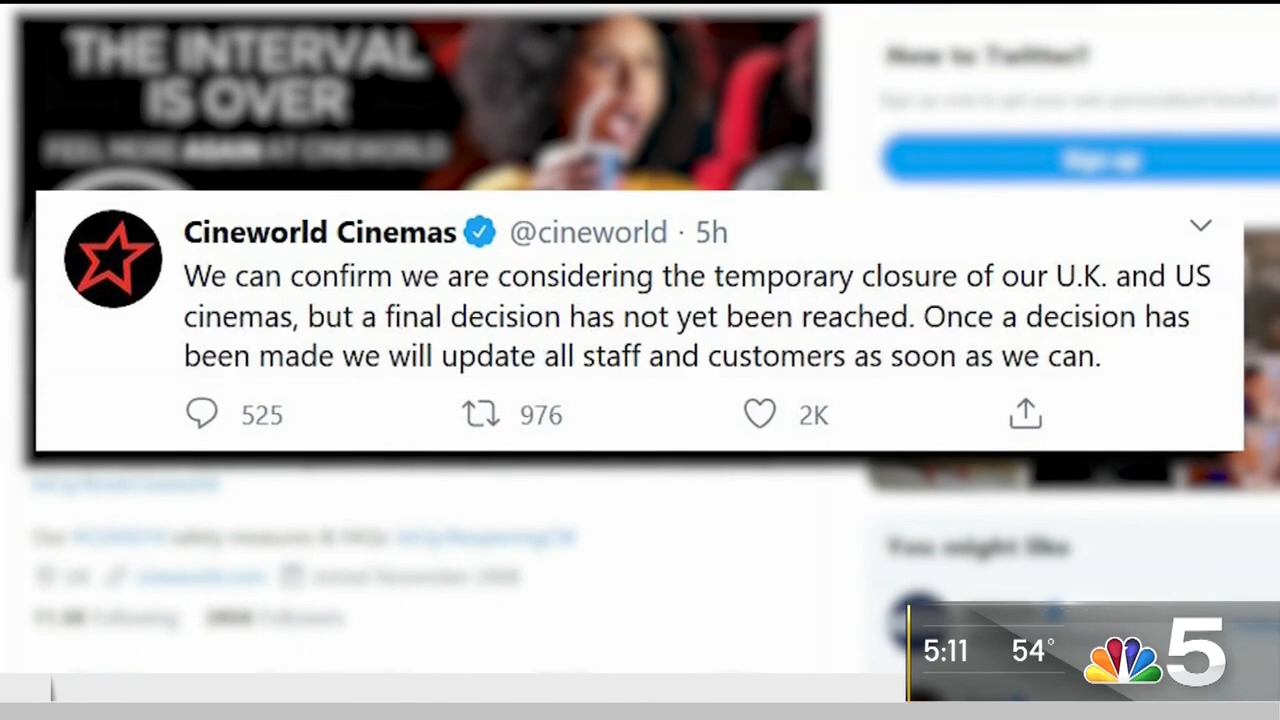 THE INTERVAL
IS OVER
FEEL MORE AGAIN AT CINEWORLD
New to Twitter?
Sign up
Cineworld Cinemas @cineworld · 5h
We can confirm we are considering the temporary closure of our U.K. and US
cinemas, but a final decision has not yet been reached. Once a decision has
been made we will update all staff and customers as soon as we can.
525 976 2K
You might like
5:11 54° 5